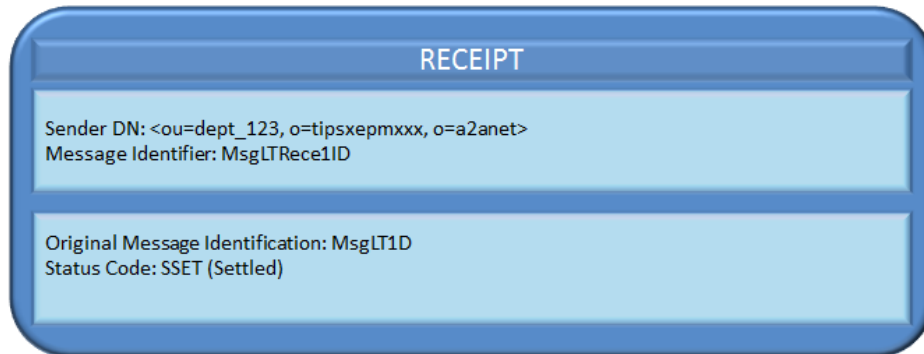 RECEIPT
Sender DN: <ou=dept_123, o=tipsxepmxxx, o=a2anet>
Message Identifier: MsgLTRece1ID
Original Message Identification: MsgLT1D
Status Code: SSET (Settled)